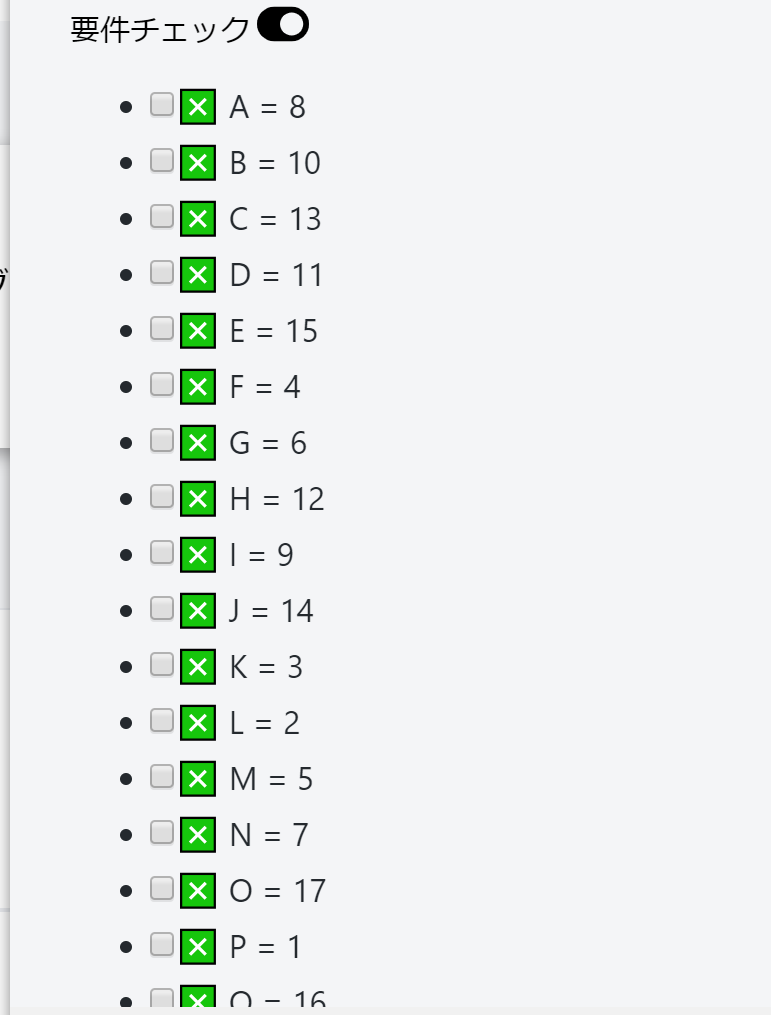 要件チェック
❎ A = 8
❎ B = 10
❎ C = 13
❎ D = 11
❎ E = 15
❎ F = 4
❎ G = 6
❎ H = 12
❎ I = 9
❎ J = 14
❎ K = 3
❎ L = 2
❎ M = 5
❎ N = 7
❎ O = 17
❎ P = 1